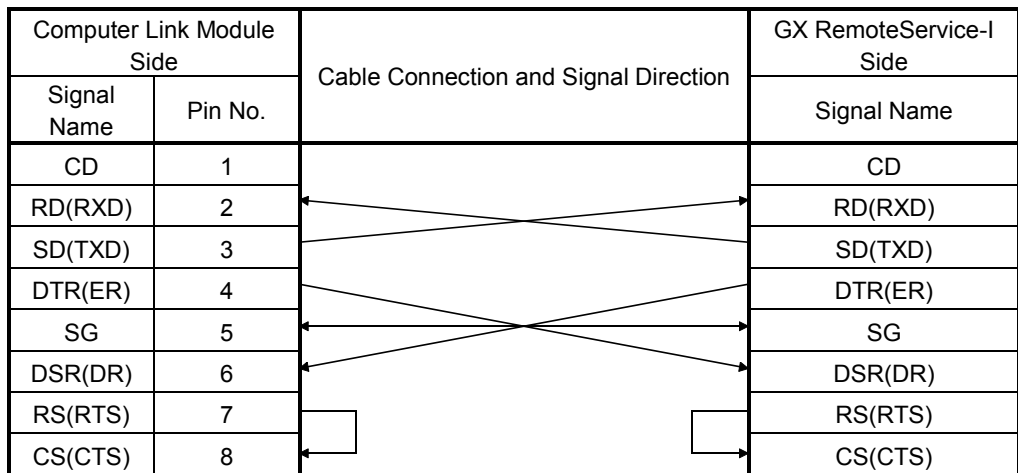 Computer Link Module
Side
Cable Connection and Signal Direction
GX RemoteService-I
Side
Signal
Name
Pin No.
Signal Name
CD 1 CD
RD(RXD) 2 RD(RXD)
SD(TXD) 3 SD(TXD)
DTR(ER) 4 DTR(ER)
SG 5 SG
DSR(DR) 6 DSR(DR)
RS(RTS) 7 RS(RTS)
CS(CTS) 8 CS(CTS)